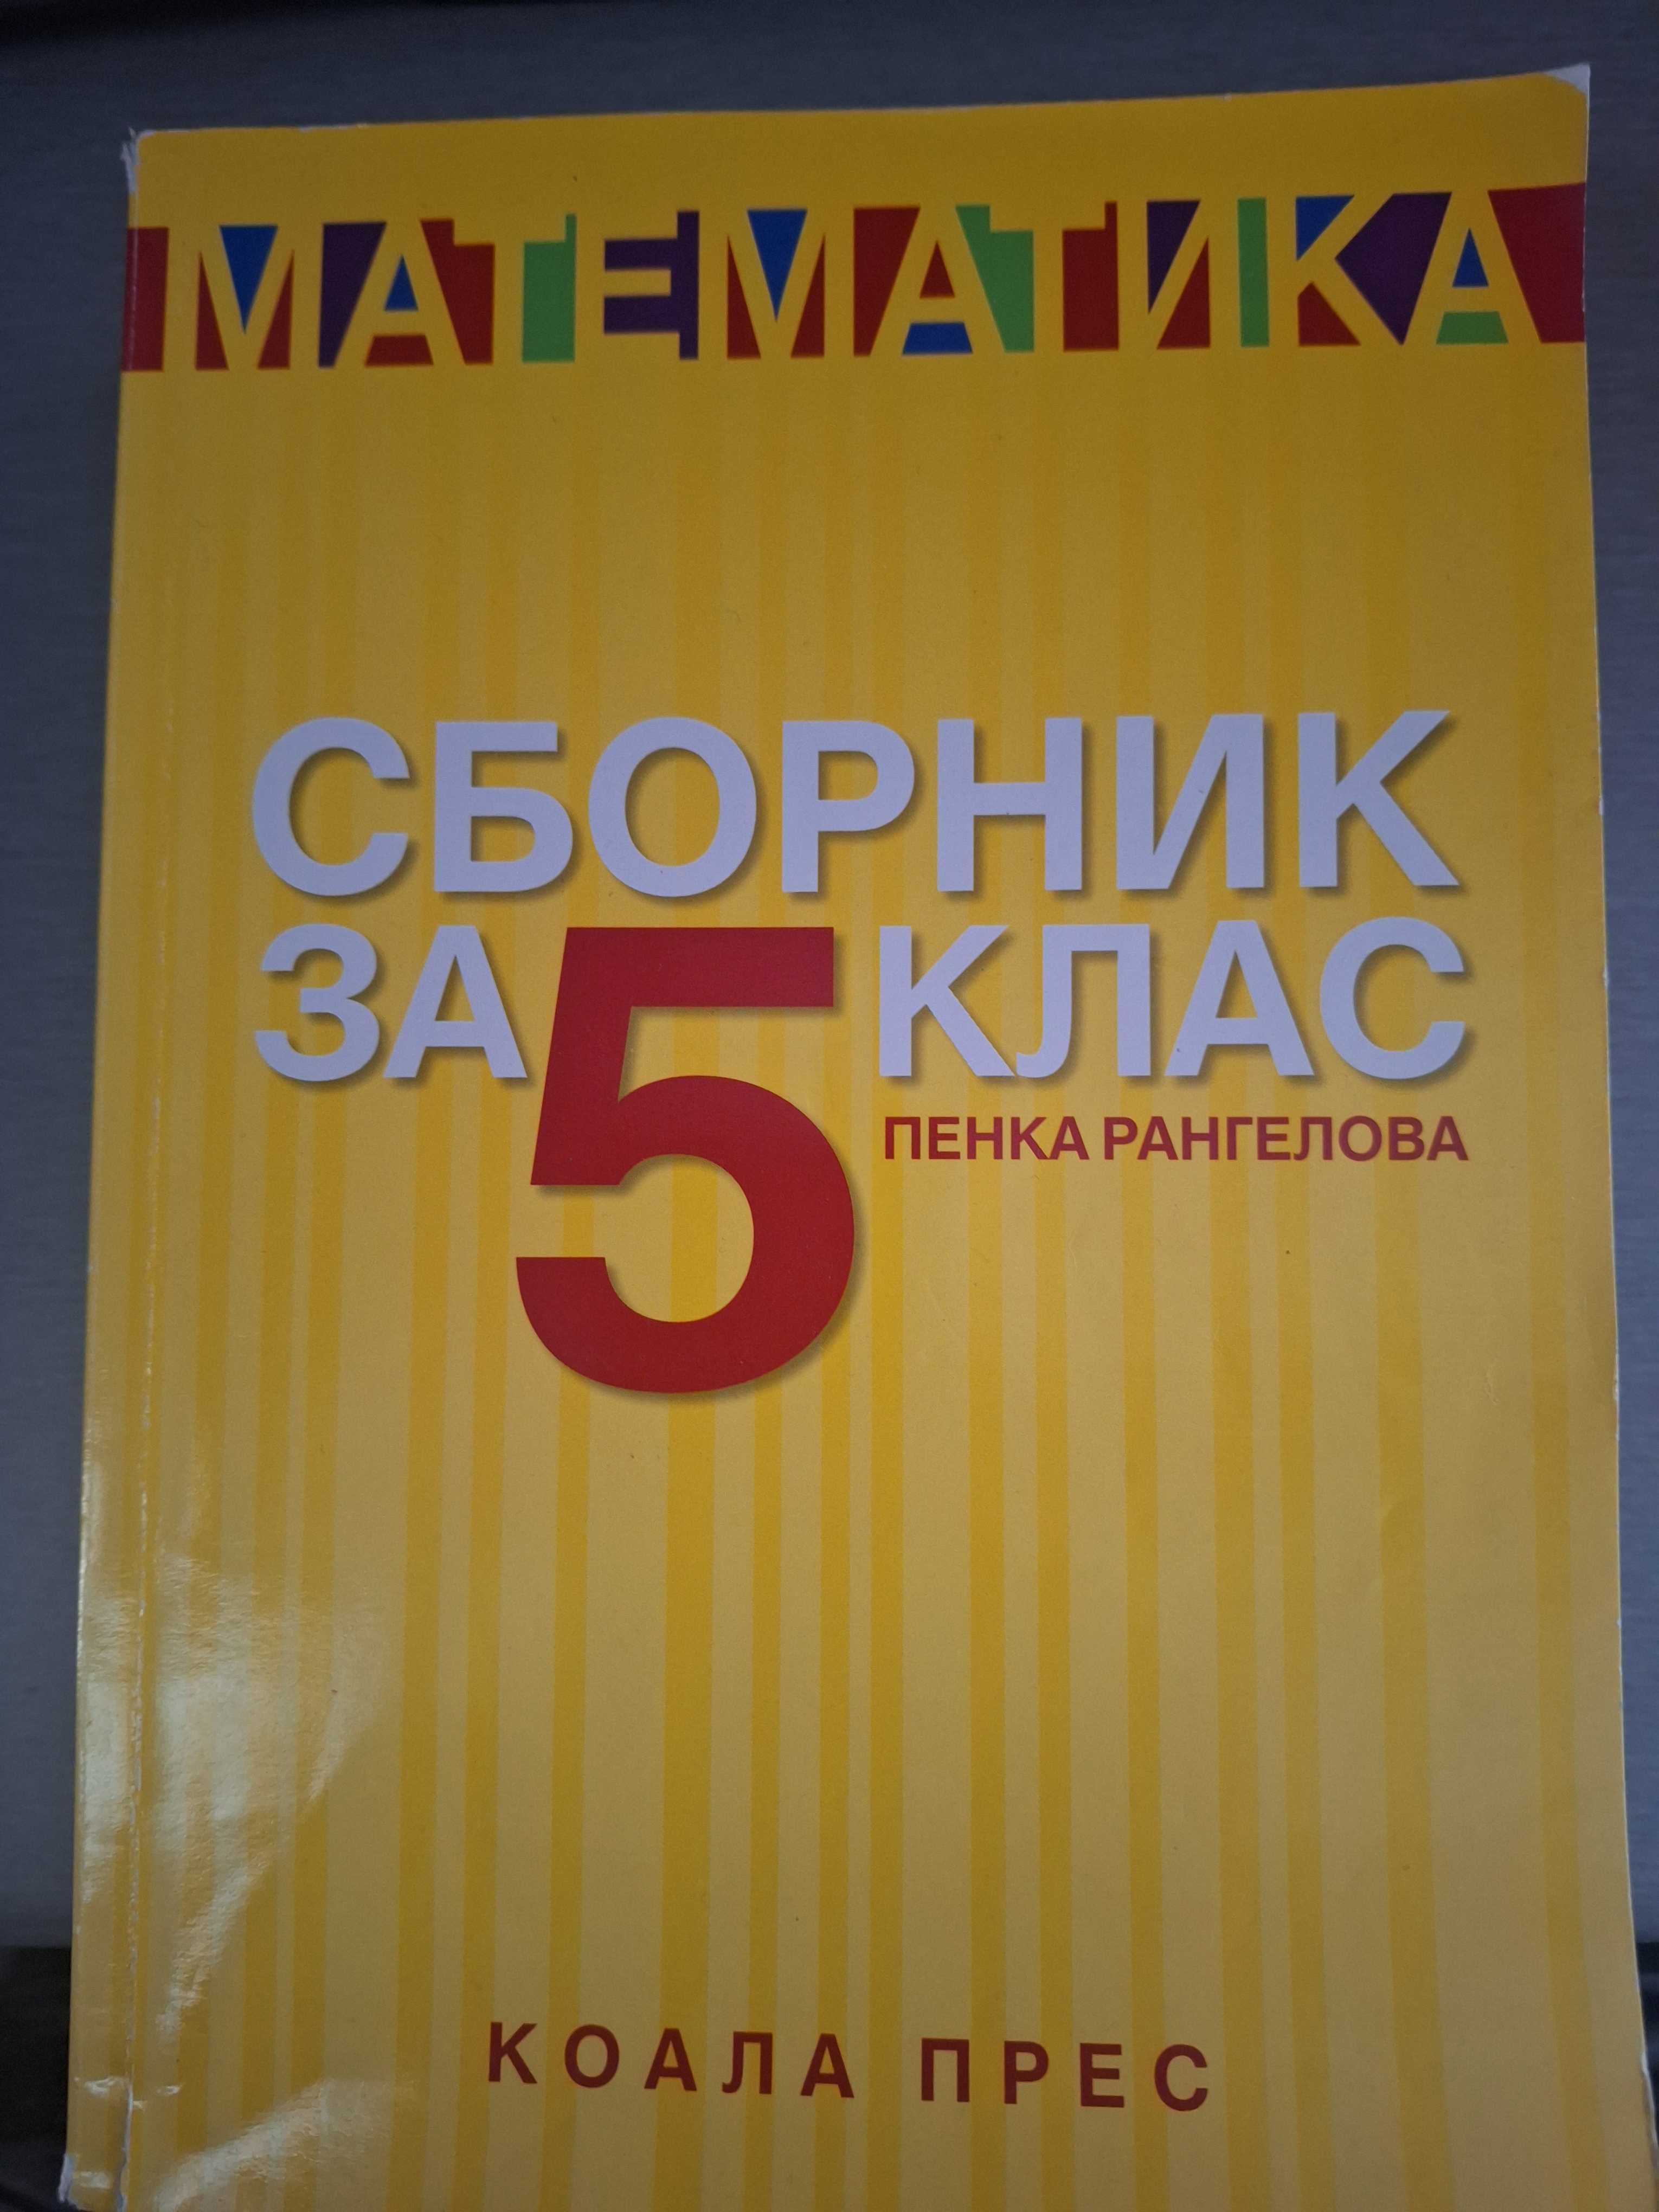 МАТЕМАТИКА
СБОРНИК
ЗА 5 КЛАС
ПЕНКА РАНГЕЛОВА
КОАЛА ПРЕС